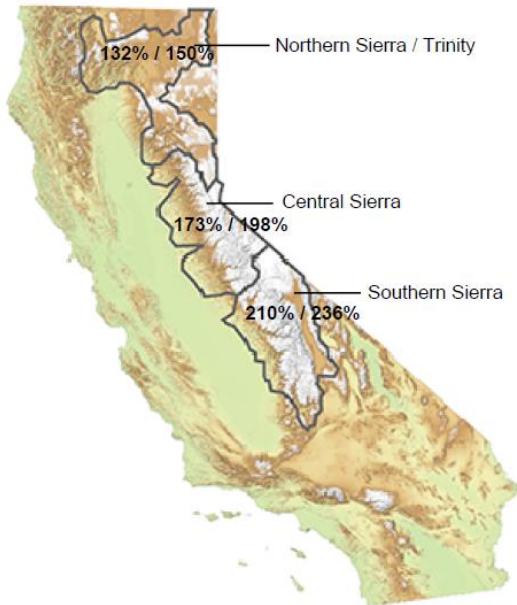 Northern Sierra / Trinity
132% / 150%
Central Sierra
173% / 198%
Southern Sierra
210% / 236%